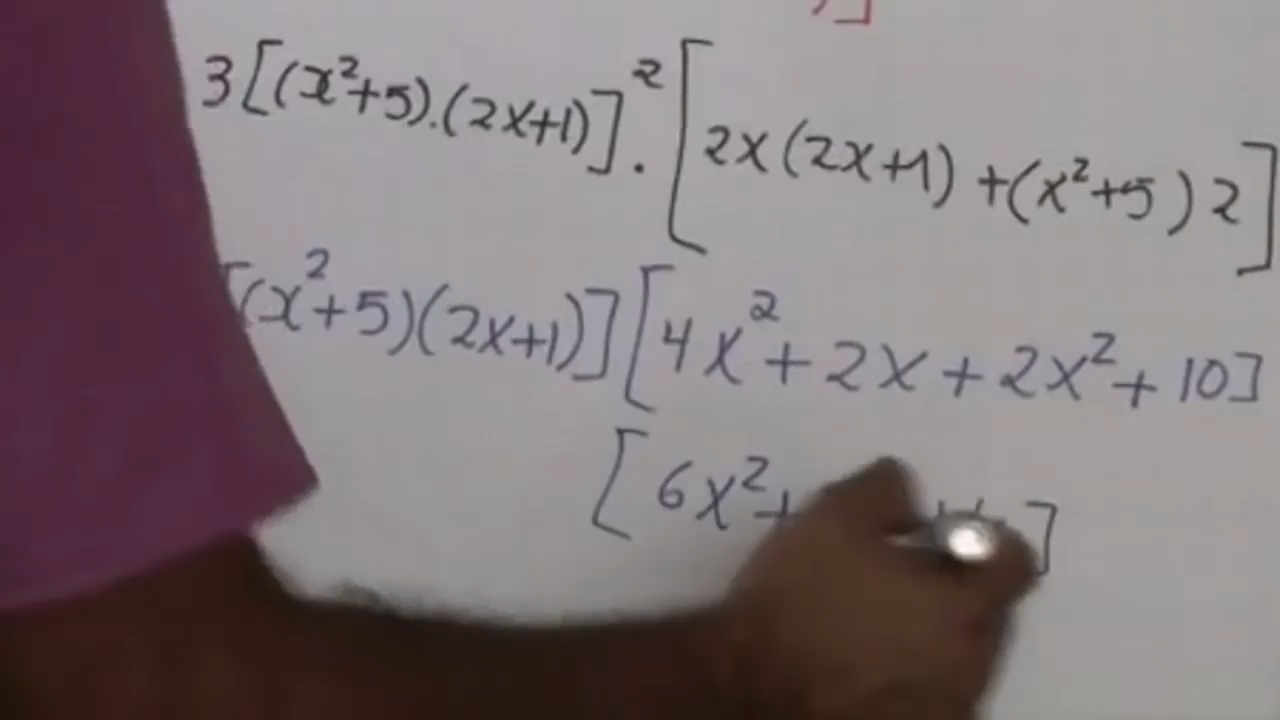 3[(x²+5).(2x+1)]².[2x(2x+1)+(x²+5)2]
[(x²+5)(2x+1)][4x²+2x+2x²+10]
[6x²+ ]